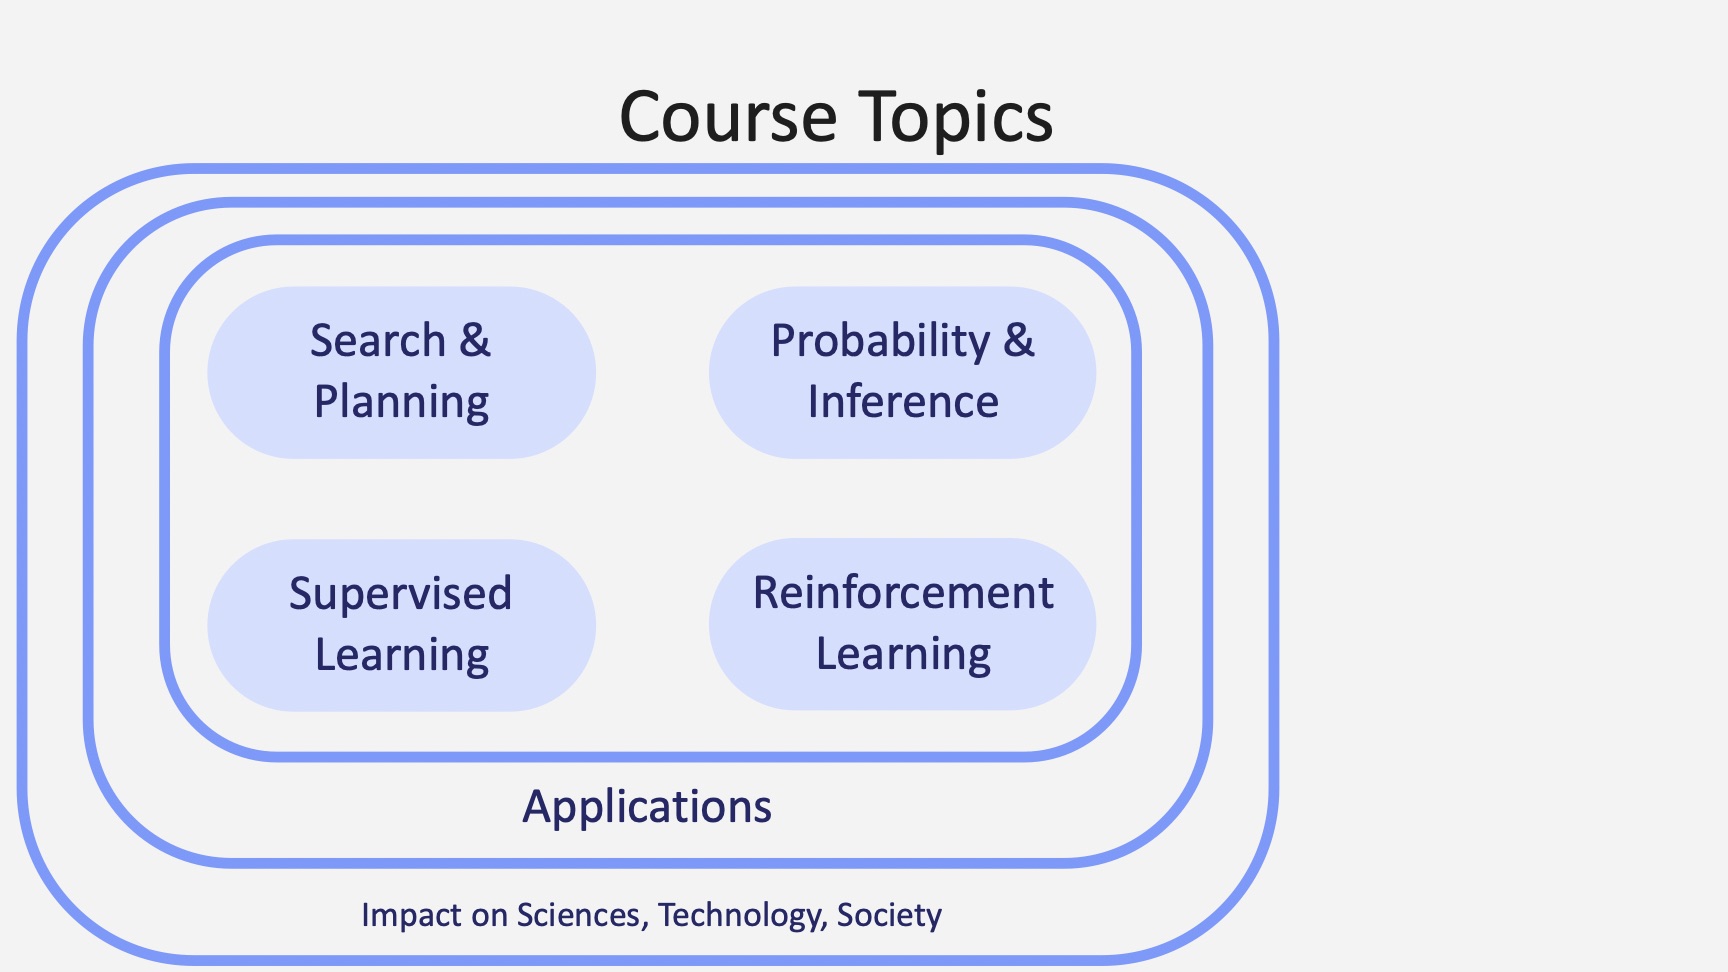 Course Topics
Search &
Planning
Probability &
Inference
Supervised
Learning
Reinforcement
Learning
Applications
Impact on Sciences, Technology, Society